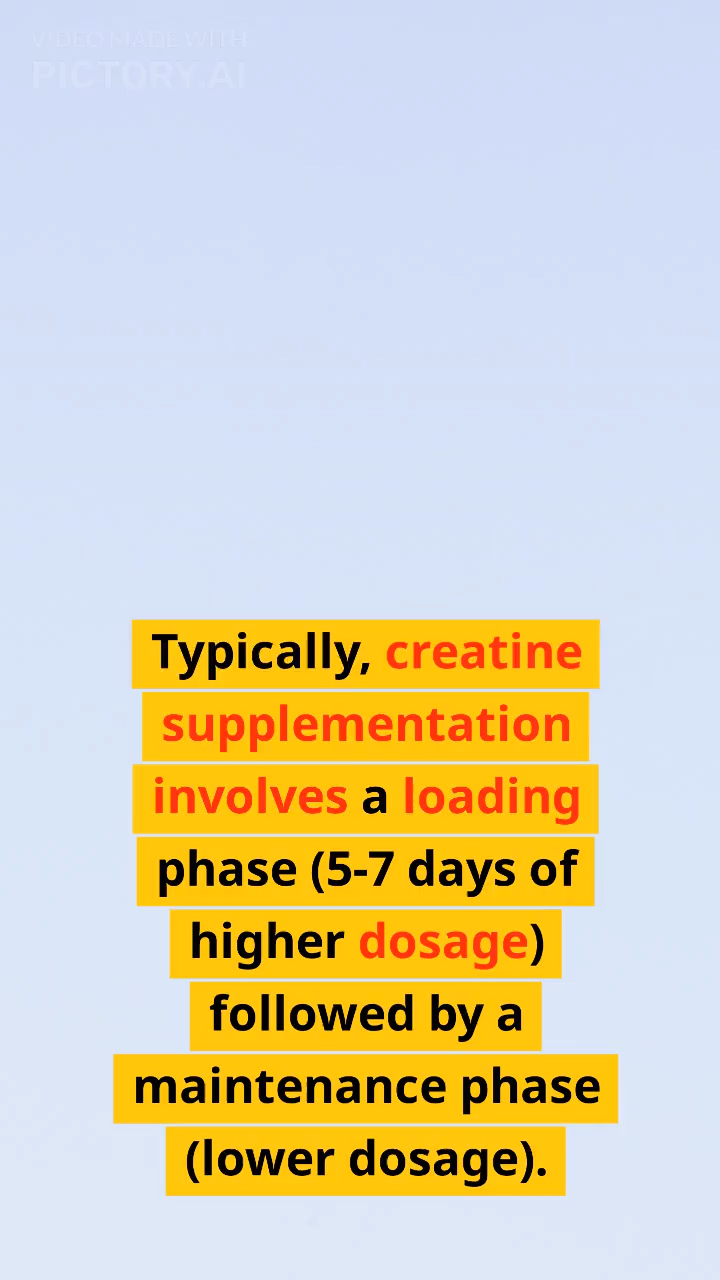 VIDEO MADE WITH
PICTORY.AI
Typically, creatine
supplementation
involves a loading
phase (5-7 days of
higher dosage)
followed by a
maintenance phase
(lower dosage).